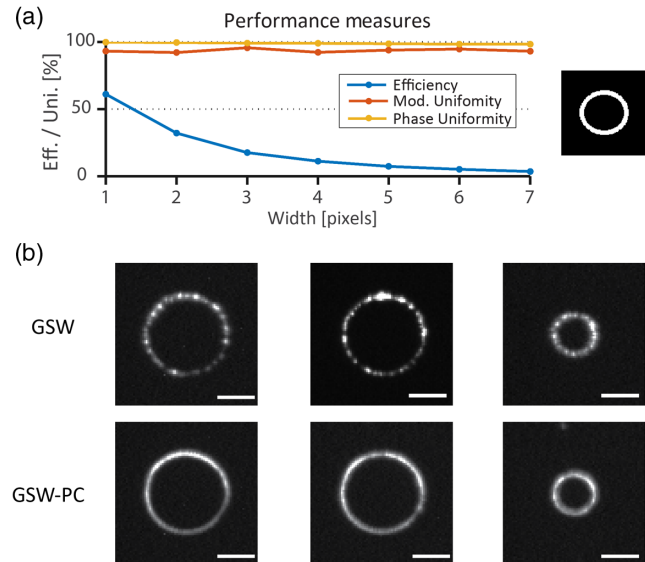 (a)
Performance measures
Eff. / Uni. [%]
100
50
0
Efficiency
Mod. Unifomity
Phase Uniformity
1 2 3 4 5 6 7
Width [pixels]
(b)
GSW
GSW-PC